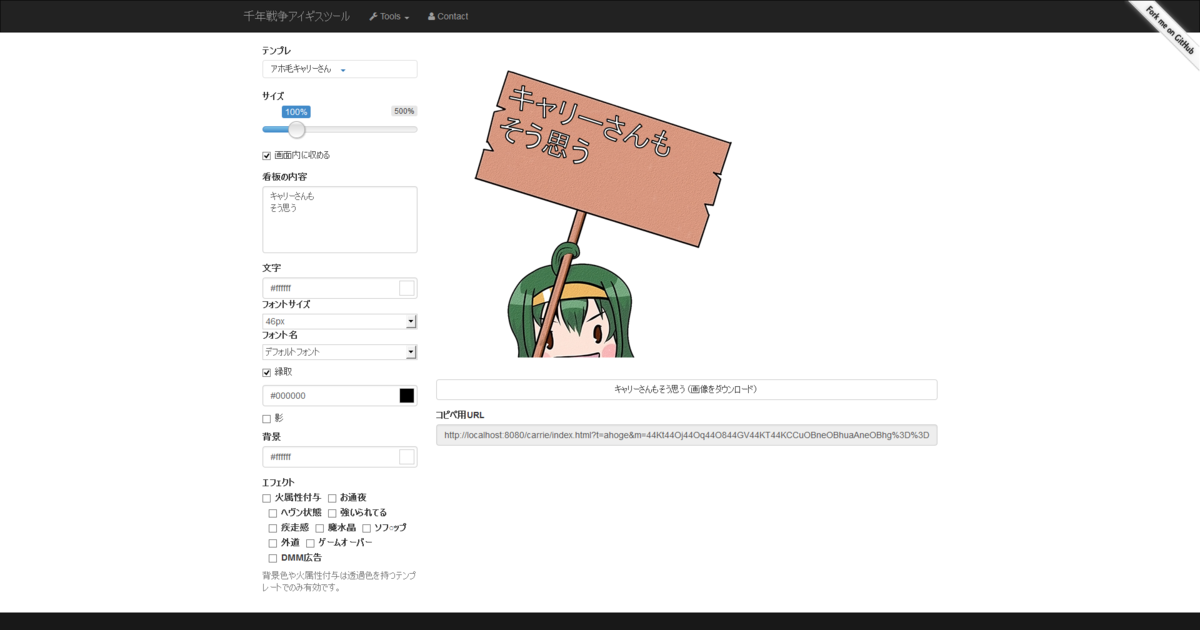 千年戦争アイギスツール
Tools
Contact
Fork me on GitHub
テンプレ
アホ毛キャリーさん
サイズ
100%
500%
画面内に収める
看板の内容
キャリーさんも
そう思う
文字
#ffffff
フォントサイズ
46px
フォント名
デフォルトフォント
縁取
#000000
影
背景
#ffffff
エフェクト
火属性付与 お通夜
ヘヴン状態 強いられてる
疾走感 魔水晶 ソフ○ップ
外道 ゲームオーバー
DMM広告
背景色や火属性付与は透過色を持つテンプ
レートでのみ有効です。
キャリーさんも
そう思う
キャリーさんもそう思う (画像をダウンロード)
コピペ用URL
http://localhost:8080/carrie/index.html?t=ahoge&m=44Kt44Oj44Oq44O844GV44KT44KCCuOBneOBhuaAneOBhg%3D%3D